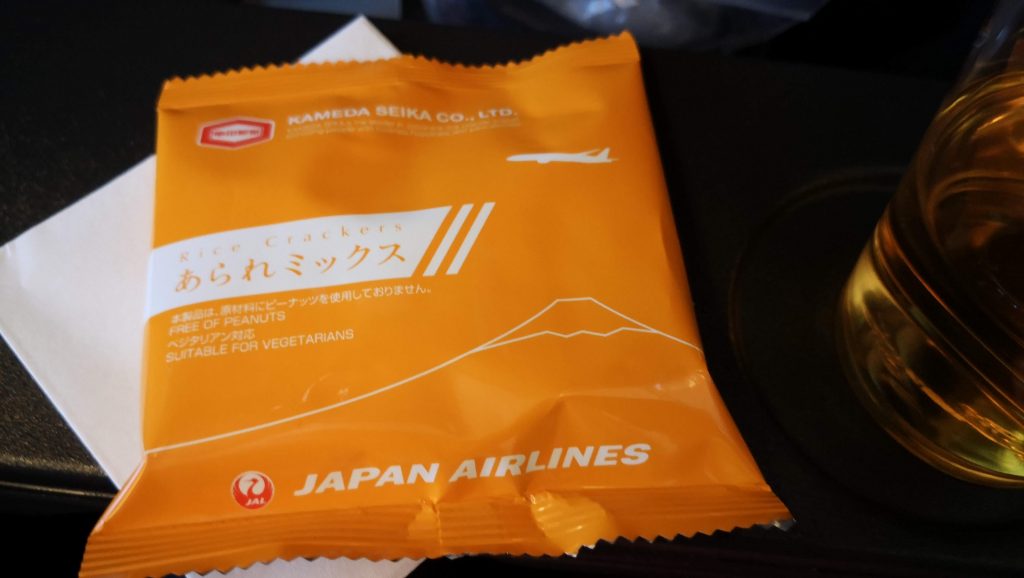 KAMEDA SEIKA CO., LTD.
Rice Crackers
あられミックス
本製品は、原材料にピーナッツを使用しておりません。
FREE OF PEANUTS
ベジタリアン対応
SUITABLE FOR VEGETARIANS
JAL
JAPAN AIRLINES